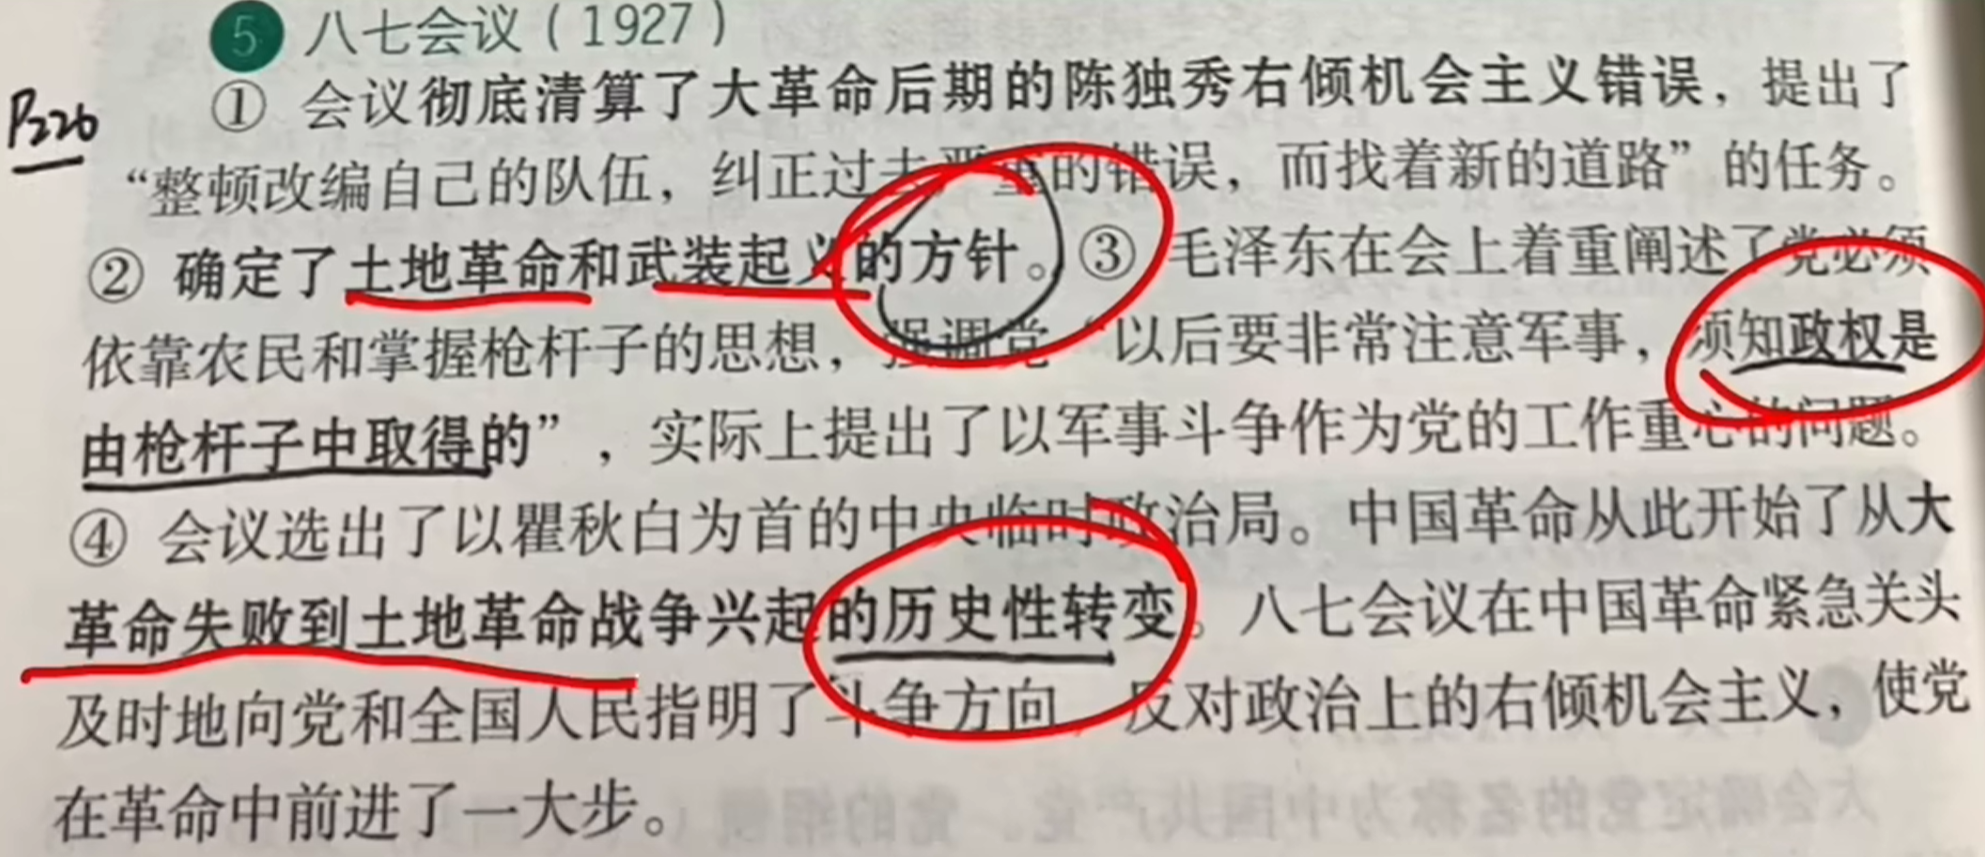 5 八七会议（1927）
① 会议彻底清算了大革命后期的陈独秀右倾机会主义错误，提出了
P226
“整顿改编自己的队伍，纠正过去严重的错误，而找着新的道路”的任务。
② 确定了土地革命和武装起义的方针。③ 毛泽东在会上着重阐述了党必须
依靠农民和掌握枪杆子的思想，强调党“以后要非常注意军事，须知政权是
由枪杆子中取得的”，实际上提出了以军事斗争作为党的工作重心的问题。
④ 会议选出了以瞿秋白为首的中央临时政治局。中国革命从此开始了从大
革命失败到土地革命战争兴起的历史性转变。八七会议在中国革命紧急关头
及时地向党和全国人民指明了斗争方向，反对政治上的右倾机会主义，使党
在革命中前进了一大步。